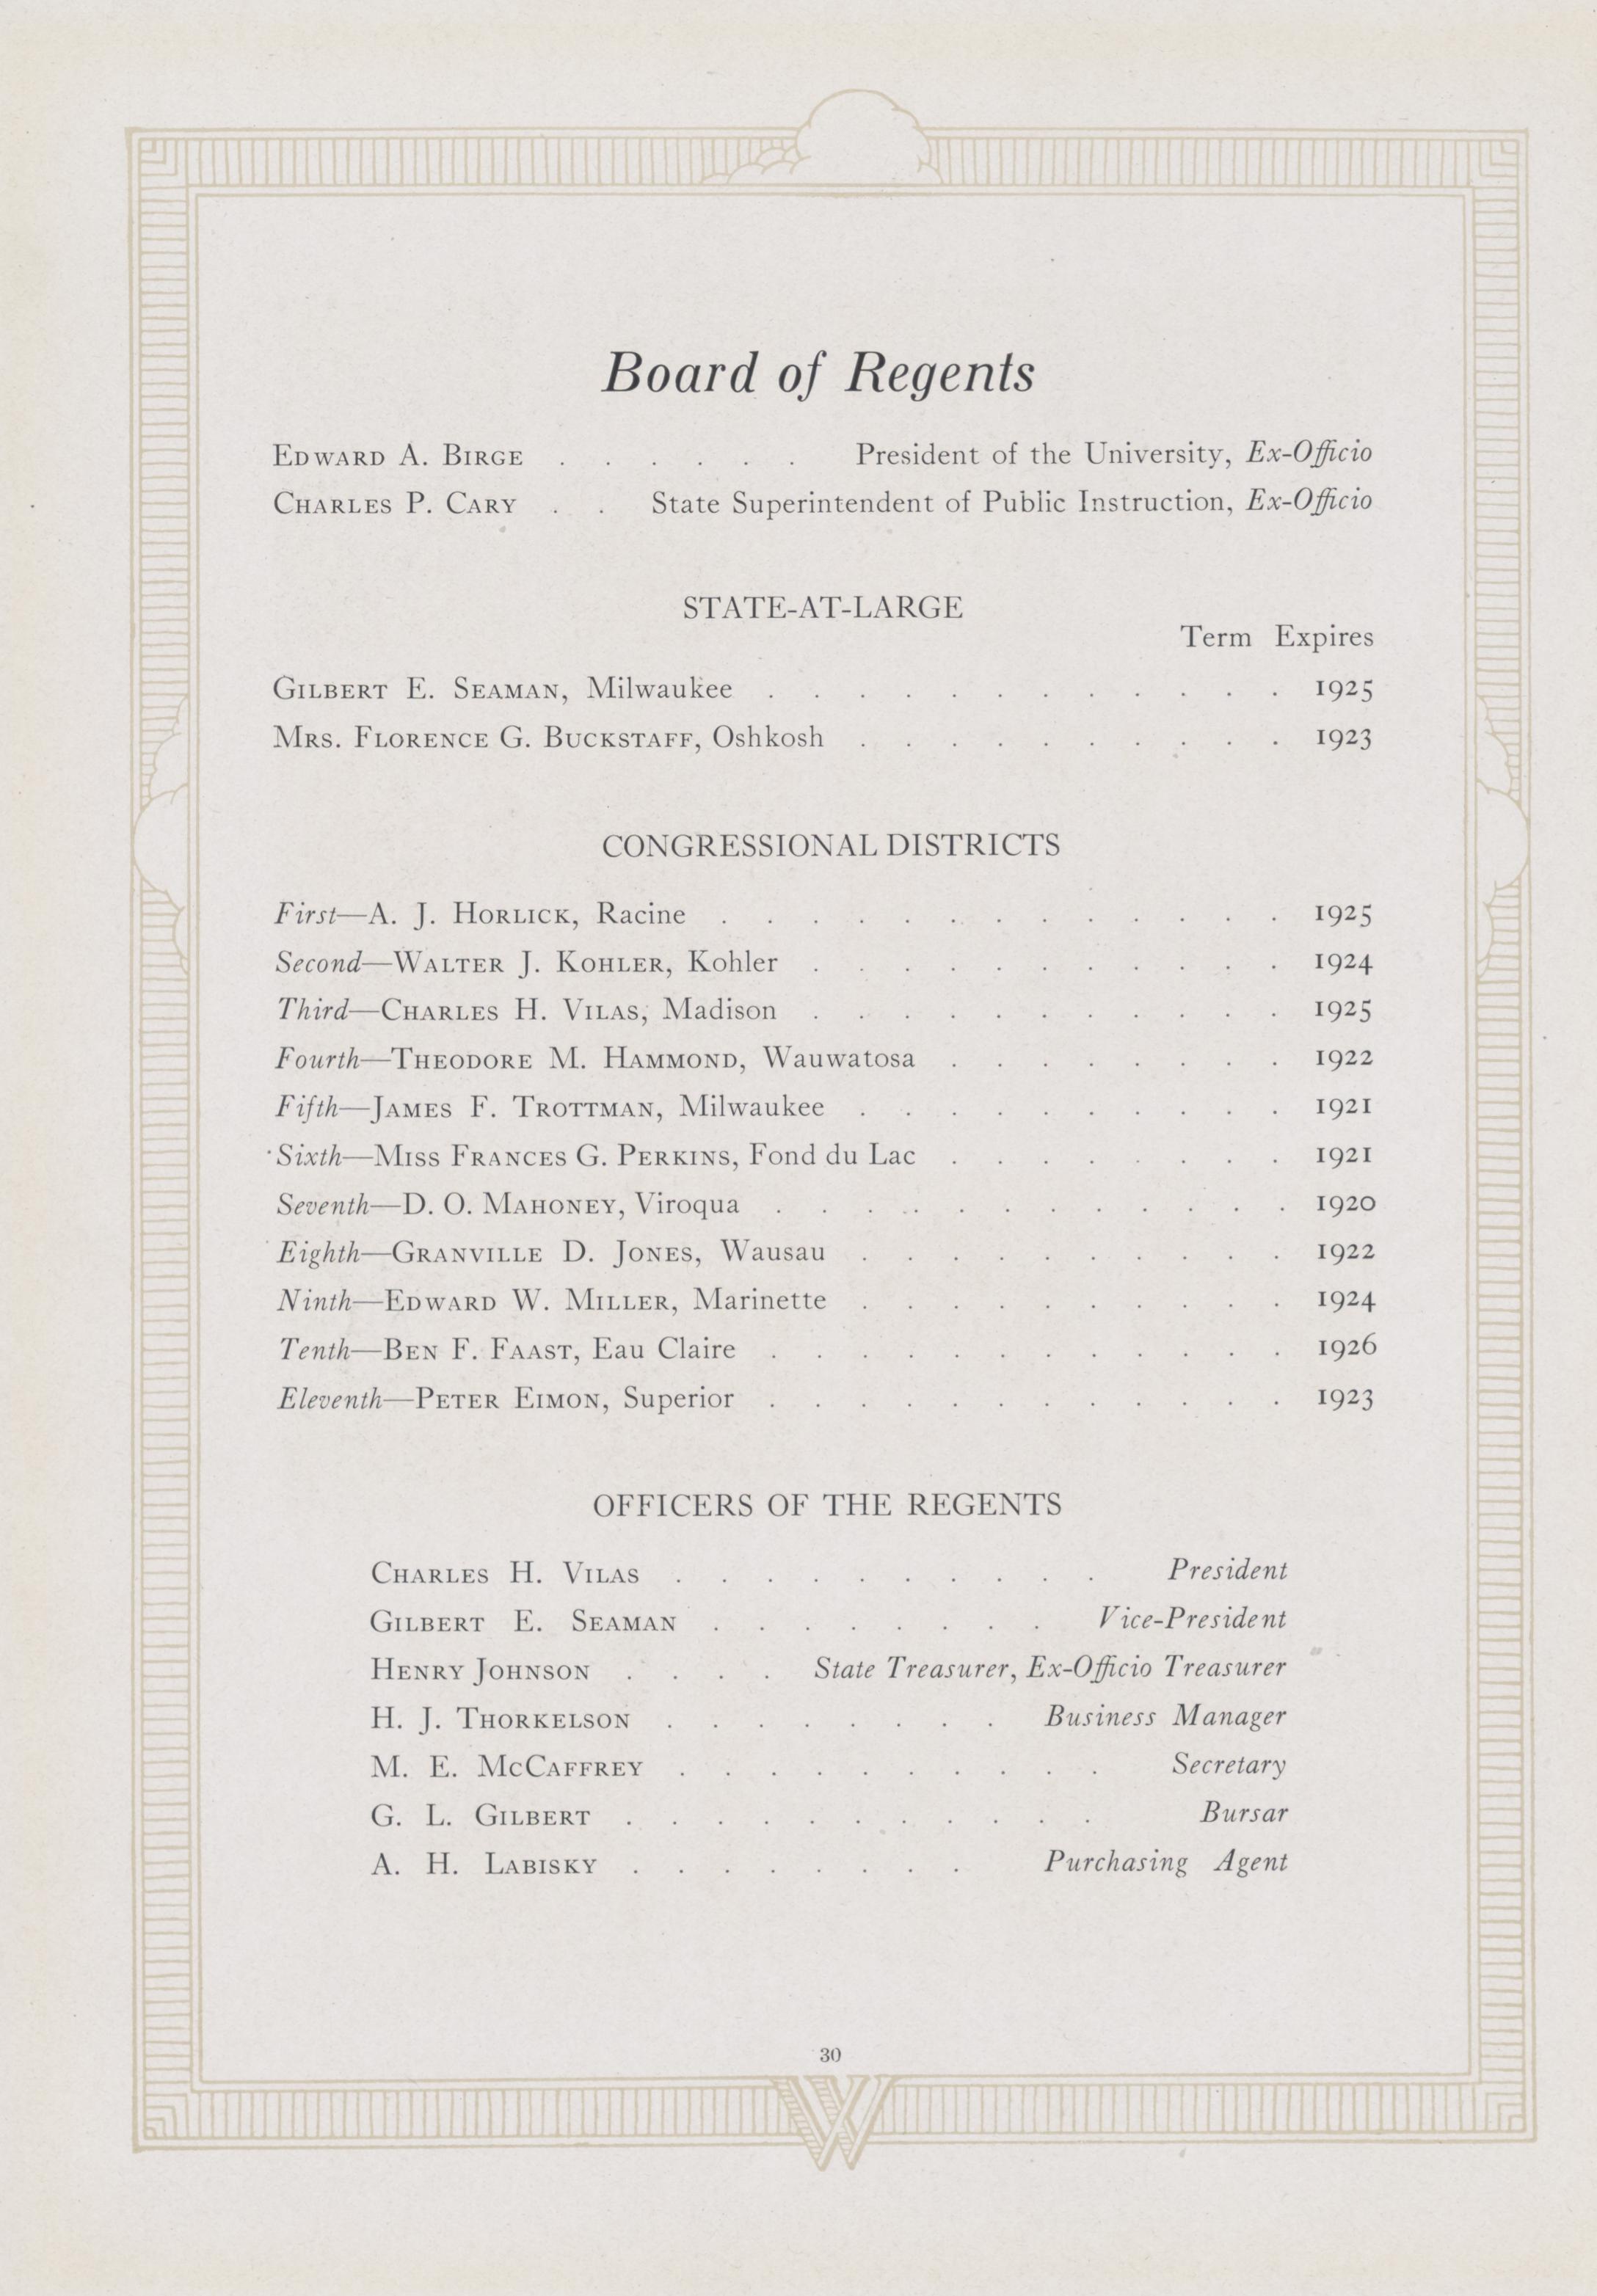 Board of Regents
EDWARD A. BIRGE . . . . . . President of the University, Ex-Officio
CHARLES P. CARY . . State Superintendent of Public Instruction, Ex-Officio
STATE-AT-LARGE
Term Expires
GILBERT E. SEAMAN, Milwaukee . . . . . . . . . . . . 1925
MRS. FLORENCE G. BUCKSTAFF, Oshkosh . . . . . . . . . . 1923
CONGRESSIONAL DISTRICTS
First—A. J. HORLICK, Racine . . . . . . . . . . . . . 1925
Second—WALTER J. KOHLER, Kohler . . . . . . . . . . . 1924
Third—CHARLES H. VILAS, Madison . . . . . . . . . . . 1925
Fourth—THEODORE M. HAMMOND, Wauwatosa . . . . . . . . 1922
Fifth—JAMES F. TROTTMAN, Milwaukee . . . . . . . . . . 1921
Sixth—MISS FRANCES G. PERKINS, Fond du Lac . . . . . . . . 1921
Seventh—D. O. MAHONEY, Viroqua . . . . . . . . . . . . 1920
Eighth—GRANVILLE D. JONES, Wausau . . . . . . . . . . 1922
Ninth—EDWARD W. MILLER, Marinette . . . . . . . . . . 1924
Tenth—BEN F. FAAST, Eau Claire . . . . . . . . . . . . 1926
Eleventh—PETER EIMON, Superior . . . . . . . . . . . . 1923
OFFICERS OF THE REGENTS
CHARLES H. VILAS . . . . . . . . . . President
GILBERT E. SEAMAN . . . . . . . . Vice-President
HENRY JOHNSON . . . . State Treasurer, Ex-Officio Treasurer
H. J. THORKELSON . . . . . . . . Business Manager
M. E. MCCAFFREY . . . . . . . . . . Secretary
G. L. GILBERT . . . . . . . . . . . Bursar
A. H. LABISKY . . . . . . . . Purchasing Agent
30
W